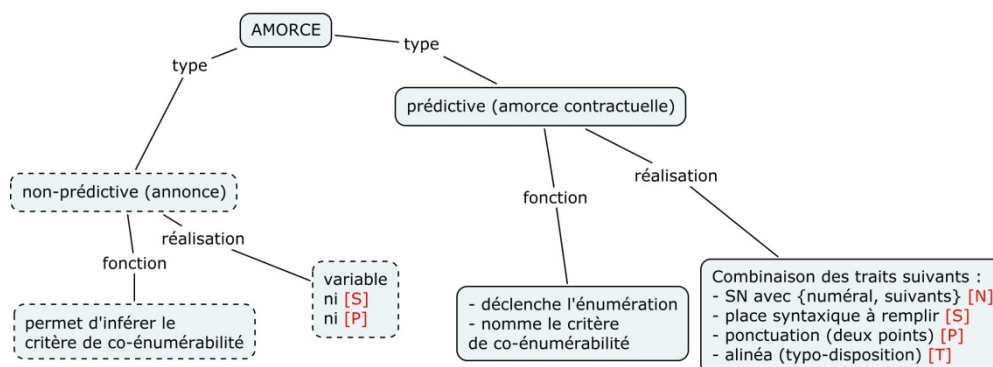 AMORCE
type
type
prédictive (amorce contractuelle)
non-prédictive (annonce)
réalisation
fonction
réalisation
fonction
variable
ni [S]
ni [P]
permet d'inférer le
critère de co-énumérabilité
- déclenche l'énumération
- nomme le critère
de co-énumérabilité
Combinaison des traits suivants :
- SN avec {numéral, suivants} [N]
- place syntaxique à remplir [S]
- ponctuation (deux points) [P]
- alinéa (typo-disposition) [T]